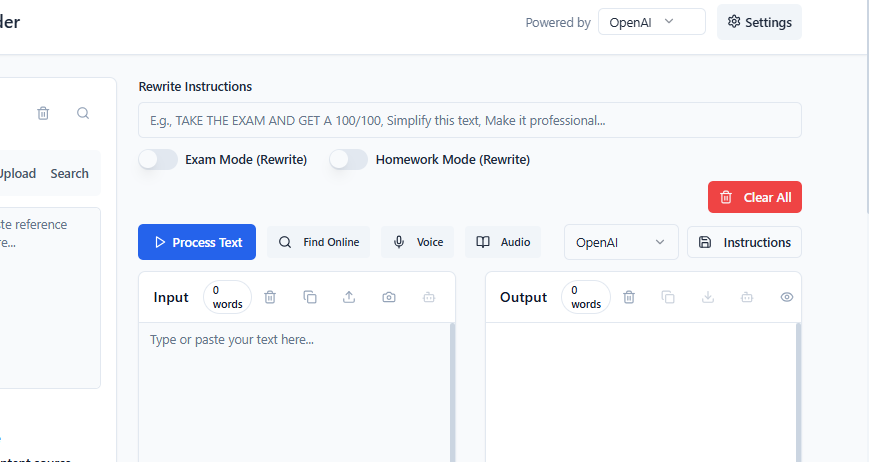 der
Powered by OpenAI Settings
Rewrite Instructions
E.g., TAKE THE EXAM AND GET A 100/100, Simplify this text, Make it professional...
Exam Mode (Rewrite) Homework Mode (Rewrite)
Upload Search
Clear All
te reference
re...
Process Text Find Online Voice Audio OpenAI Instructions
Input 0 words Output 0 words
Type or paste your text here...